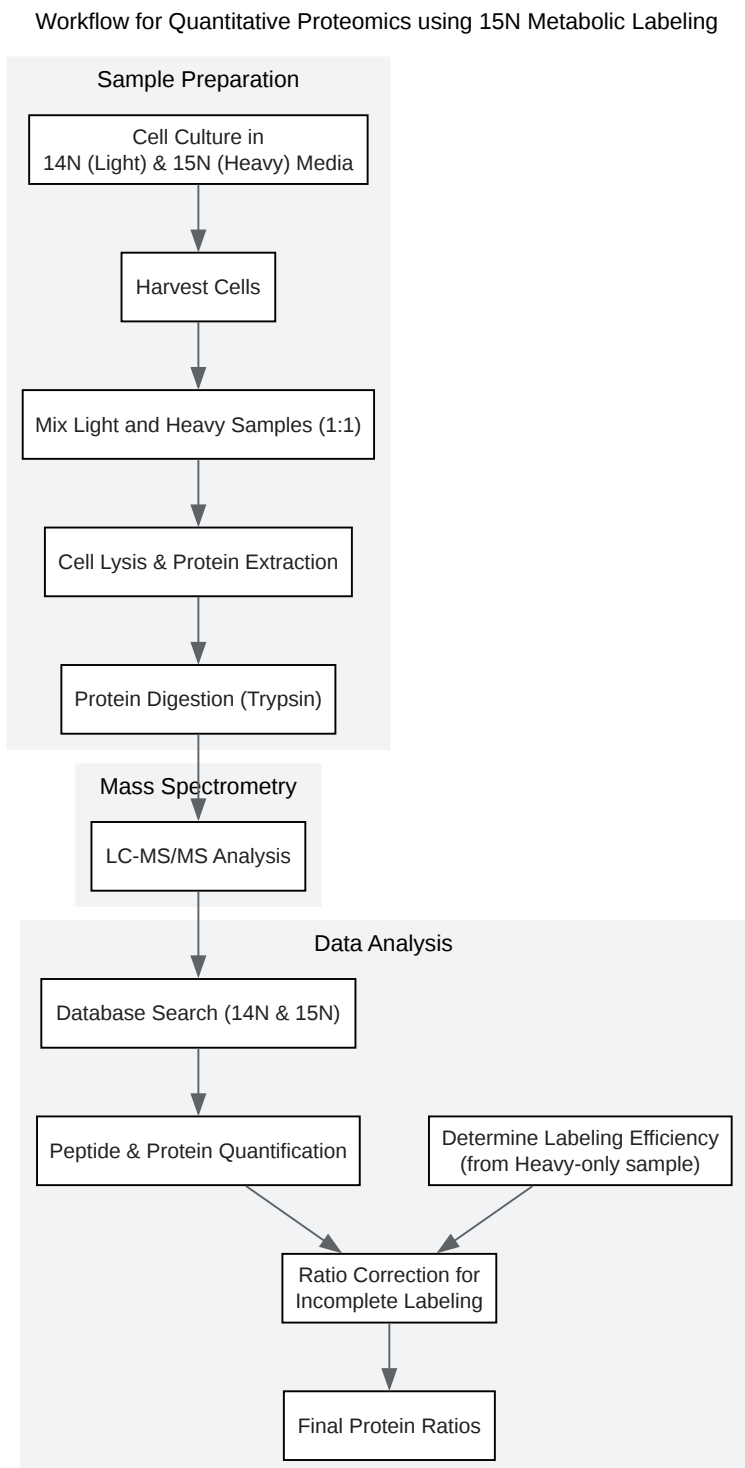 Workflow for Quantitative Proteomics using 15N Metabolic Labeling
Sample Preparation
Cell Culture in
14N (Light) & 15N (Heavy) Media
Harvest Cells
Mix Light and Heavy Samples (1:1)
Cell Lysis & Protein Extraction
Protein Digestion (Trypsin)
Mass Spectrometry
LC-MS/MS Analysis
Data Analysis
Database Search (14N & 15N)
Peptide & Protein Quantification
Determine Labeling Efficiency
(from Heavy-only sample)
Ratio Correction for
Incomplete Labeling
Final Protein Ratios